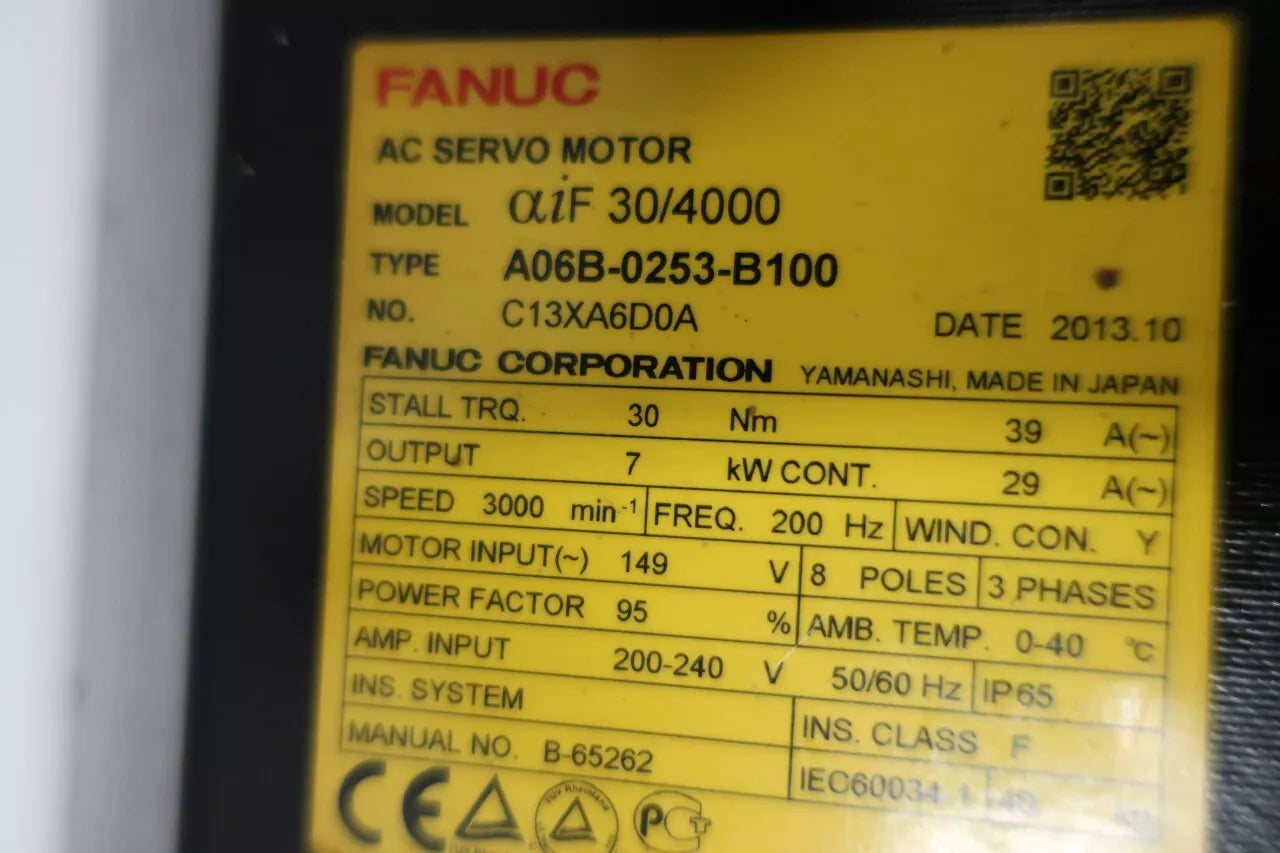 FANUC
AC SERVO MOTOR
MODEL αiF 30/4000
TYPE A06B-0253-B100
NO. C13XA6D0A DATE 2013.10
FANUC CORPORATION YAMANASHI, MADE IN JAPAN
STALL TRQ. 30 Nm 39 A(~)
OUTPUT 7 kW CONT. 29 A(~)
SPEED 3000 min-1 FREQ. 200 Hz WIND. CON. Y
MOTOR INPUT(~) 149 V 8 POLES 3 PHASES
POWER FACTOR 95 % AMB. TEMP. 0-40 °C
AMP. INPUT 200-240 V 50/60 Hz IP65
INS. SYSTEM INS. CLASS F
MANUAL NO. B-65262 IEC60034-1
CE TÜV Rheinland